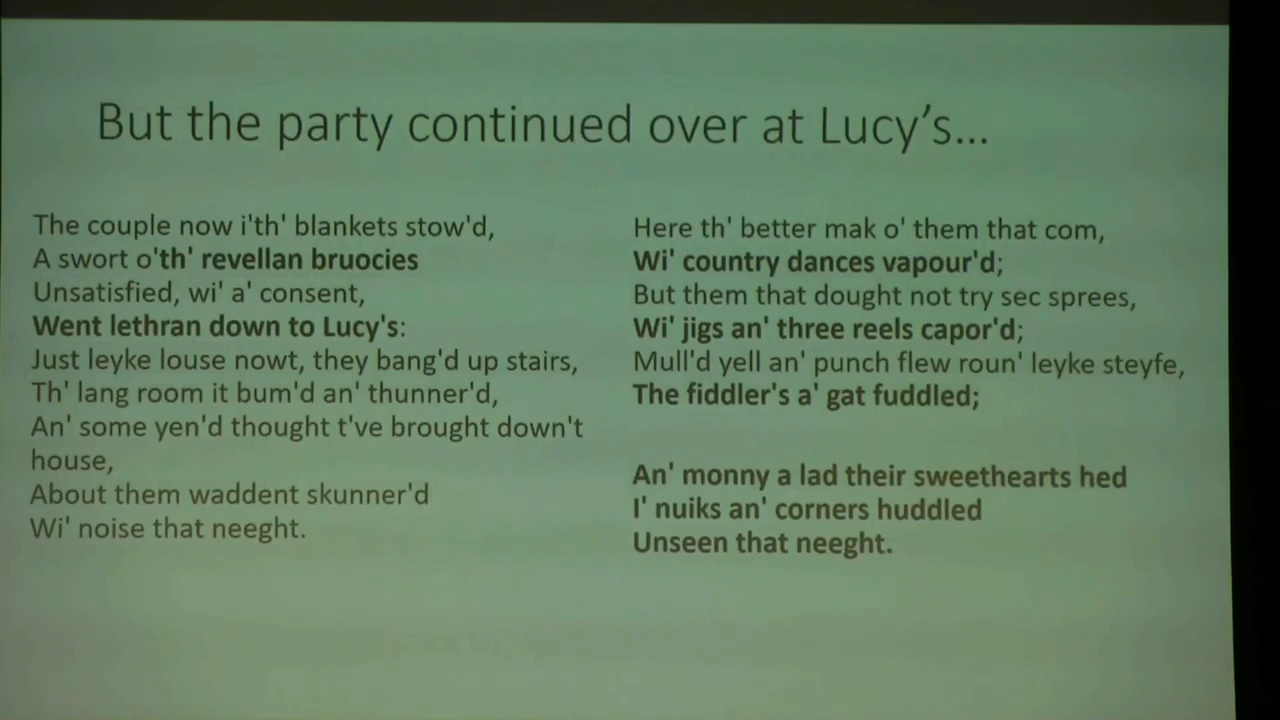 But the party continued over at Lucy's...
The couple now i'th' blankets stow'd,
A swort o'th' revellan bruocies
Unsatisfied, wi' a' consent,
Went lethran down to Lucy's:
Just leyke louse nowt, they bang'd up stairs,
Th' lang room it bum'd an' thunner'd,
An' some yen'd thought t've brought down't
house,
About them waddent skunner'd
Wi' noise that neeght.
Here th' better mak o' them that com,
Wi' country dances vapour'd;
But them that dought not try sec sprees,
Wi' jigs an' three reels capor'd;
Mull'd yell an' punch flew roun' leyke steyfe,
The fiddler's a' gat fuddled;
An' monny a lad their sweethearts hed
I' nuiks an' corners huddled
Unseen that neeght.